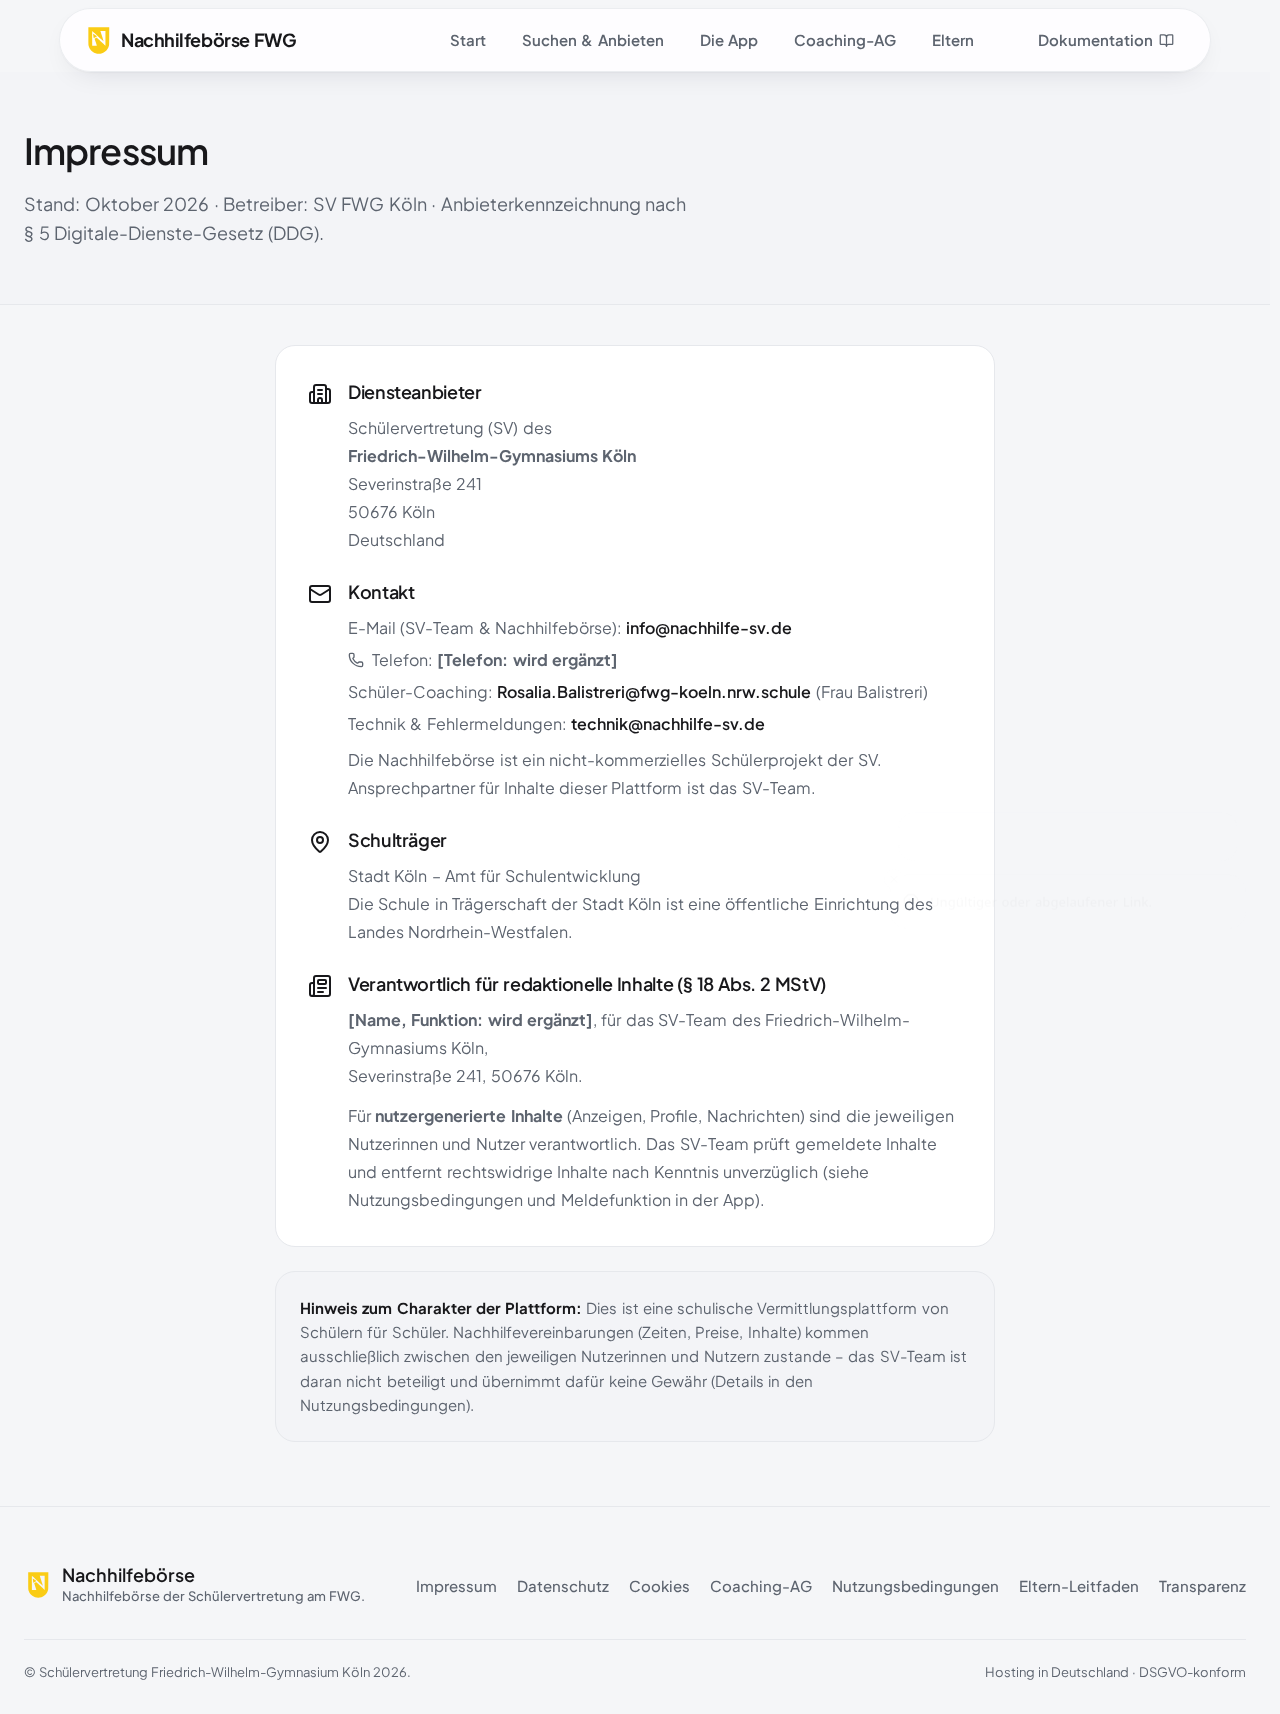 Nachhilfebörse FWG
Start
Suchen & Anbieten
Die App
Coaching-AG
Eltern
Dokumentation
Impressum
Stand: Oktober 2026 · Betreiber: SV FWG Köln · Anbieterkennzeichnung nach
§ 5 Digitale-Dienste-Gesetz (DDG).
Diensteanbieter
Schülervertretung (SV) des
Friedrich-Wilhelm-Gymnasiums Köln
Severinstraße 241
50676 Köln
Deutschland
Kontakt
E-Mail (SV-Team & Nachhilfebörse): info@nachhilfe-sv.de
Telefon: [Telefon: wird ergänzt]
Schüler-Coaching: Rosalia.Balistreri@fwg-koeln.nrw.schule (Frau Balistreri)
Technik & Fehlermeldungen: technik@nachhilfe-sv.de
Die Nachhilfebörse ist ein nicht-kommerzielles Schülerprojekt der SV.
Ansprechpartner für Inhalte dieser Plattform ist das SV-Team.
Schulträger
Stadt Köln – Amt für Schulentwicklung
Die Schule in Trägerschaft der Stadt Köln ist eine öffentliche Einrichtung des
Landes Nordrhein-Westfalen.
Verantwortlich für redaktionelle Inhalte (§ 18 Abs. 2 MStV)
[Name, Funktion: wird ergänzt], für das SV-Team des Friedrich-Wilhelm-
Gymnasiums Köln,
Severinstraße 241, 50676 Köln.
Für nutzergenerierte Inhalte (Anzeigen, Profile, Nachrichten) sind die jeweiligen
Nutzerinnen und Nutzer verantwortlich. Das SV-Team prüft gemeldete Inhalte
und entfernt rechtswidrige Inhalte nach Kenntnis unverzüglich (siehe
Nutzungsbedingungen und Meldefunktion in der App).
Hinweis zum Charakter der Plattform: Dies ist eine schulische Vermittlungsplattform von
Schülern für Schüler. Nachhilfevereinbarungen (Zeiten, Preise, Inhalte) kommen
ausschließlich zwischen den jeweiligen Nutzerinnen und Nutzern zustande – das SV-Team ist
daran nicht beteiligt und übernimmt dafür keine Gewähr (Details in den
Nutzungsbedingungen).
Nachhilfebörse
Nachhilfebörse der Schülervertretung am FWG.
Impressum
Datenschutz
Cookies
Coaching-AG
Nutzungsbedingungen
Eltern-Leitfaden
Transparenz
© Schülervertretung Friedrich-Wilhelm-Gymnasium Köln 2026.
Hosting in Deutschland · DSGVO-konform